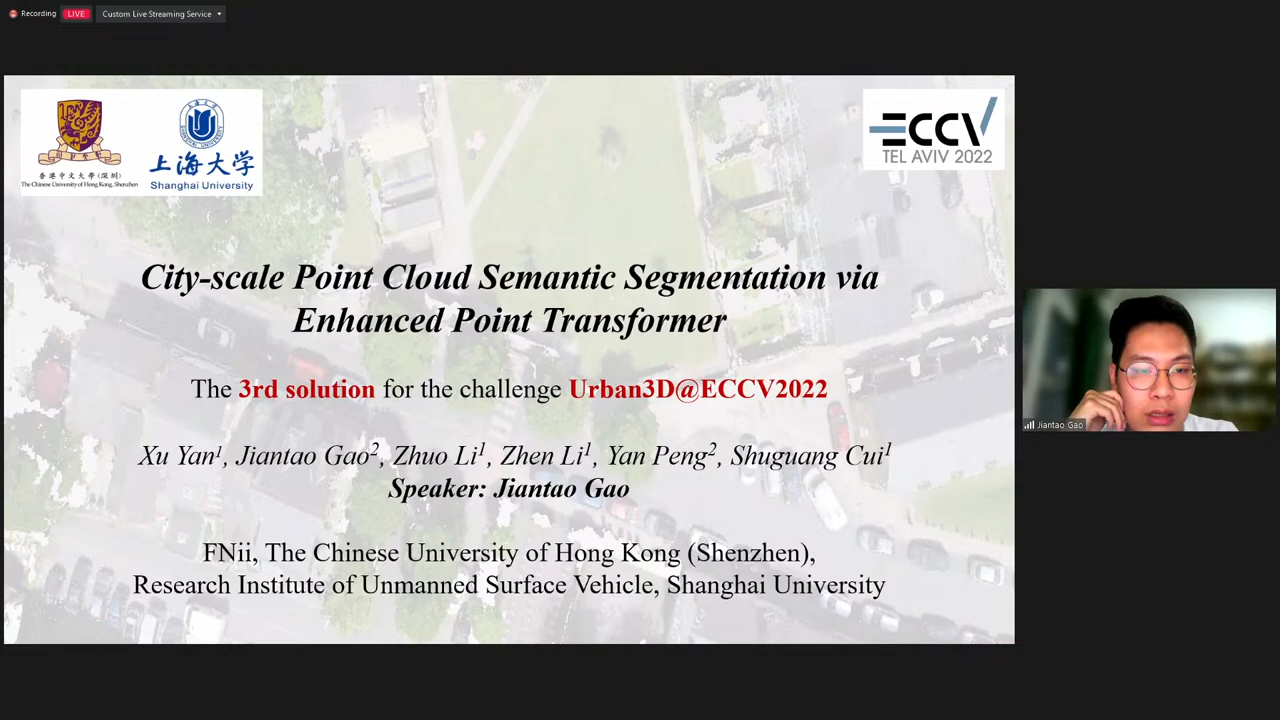 Recording
LIVE
Custom Live Streaming Service
香港中文大學(深圳)
The Chinese University of Hong Kong, Shenzhen
上海大学
Shanghai University
ECCV
TEL AVIV 2022
City-scale Point Cloud Semantic Segmentation via
Enhanced Point Transformer
The 3rd solution for the challenge Urban3D@ECCV2022
Xu Yan¹, Jiantao Gao², Zhuo Li¹, Zhen Li¹, Yan Peng², Shuguang Cui¹
Speaker: Jiantao Gao
FNii, The Chinese University of Hong Kong (Shenzhen),
Research Institute of Unmanned Surface Vehicle, Shanghai University
Jiantao Gao